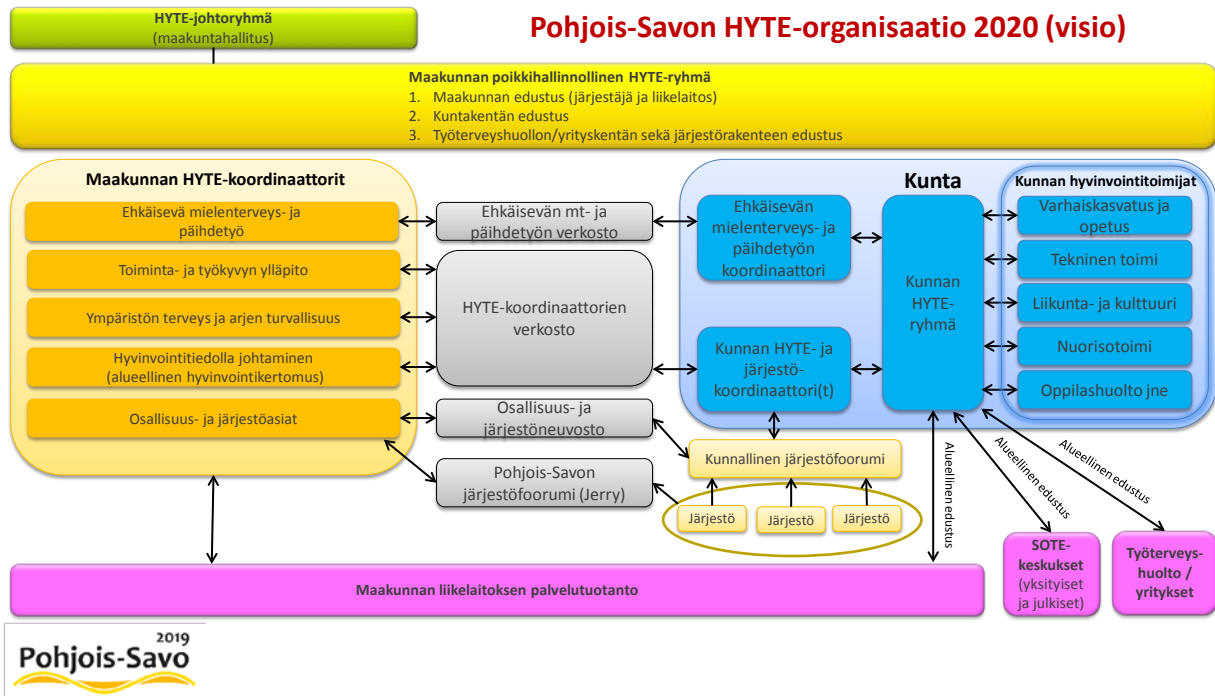 HYTE-johtoryhmä
(maakuntahallitus)
Pohjois-Savon HYTE-organisaatio 2020 (visio)
Maakunnan poikkihallinnollinen HYTE-ryhmä
1. Maakunnan edustus (järjestäjä ja liikelaitos)
2. Kuntakentän edustus
3. Työterveyshuollon/yrityskentän sekä järjestörakenteen edustus
Maakunnan HYTE-koordinaattorit
Ehkäisevä mielenterveys- ja
päihdetyö
Toiminta- ja työkyvyn ylläpito
Ympäristön terveys ja arjen turvallisuus
Hyvinvointitiedolla johtaminen
(alueellinen hyvinvointikertomus)
Osallisuus- ja järjestöasiat
Ehkäisevän mt- ja
päihdetyön verkosto
HYTE-koordinaattorien
verkosto
Osallisuus- ja
järjestöneuvosto
Pohjois-Savon
järjestöfoorumi (Jerry)
Kunta
Ehkäisevän
mielenterveys- ja
päihdetyön
koordinaattori
Kunnan HYTE- ja
järjestö-
koordinaattori(t)
Kunnan
HYTE-
ryhmä
Kunnan hyvinvointitoimijat
Varhaiskasvatus ja
opetus
Tekninen toimi
Liikunta- ja kulttuuri
Nuorisotoimi
Oppilashuolto jne
Kunnallinen järjestöfoorumi
Järjestö
Järjestö
Järjestö
Alueellinen edustus
Alueellinen edustus
Alueellinen edustus
Maakunnan liikelaitoksen palvelutuotanto
SOTE-
keskukset
(yksityiset
ja julkiset)
Työterveys-
huolto /
yritykset
2019
Pohjois-Savo